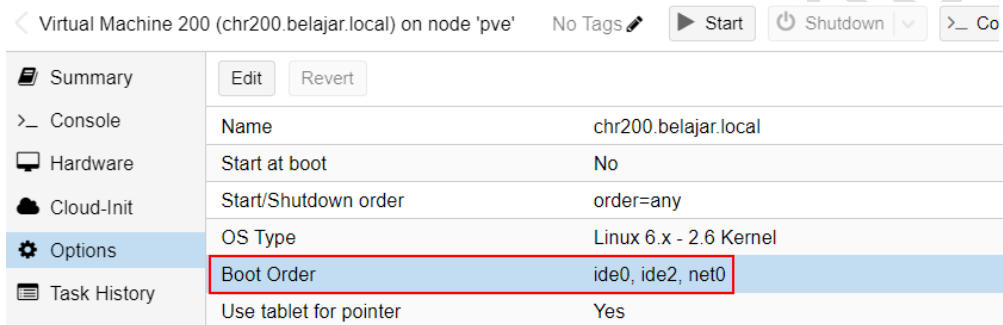 Virtual Machine 200 (chr200.belajar.local) on node 'pve' No Tags Start Shutdown >_ Co
Summary
Edit Revert
>_ Console
Name chr200.belajar.local
Hardware
Start at boot No
Cloud-Init
Start/Shutdown order order=any
OS Type Linux 6.x - 2.6 Kernel
Options
Boot Order ide0, ide2, net0
Task History
Use tablet for pointer Yes